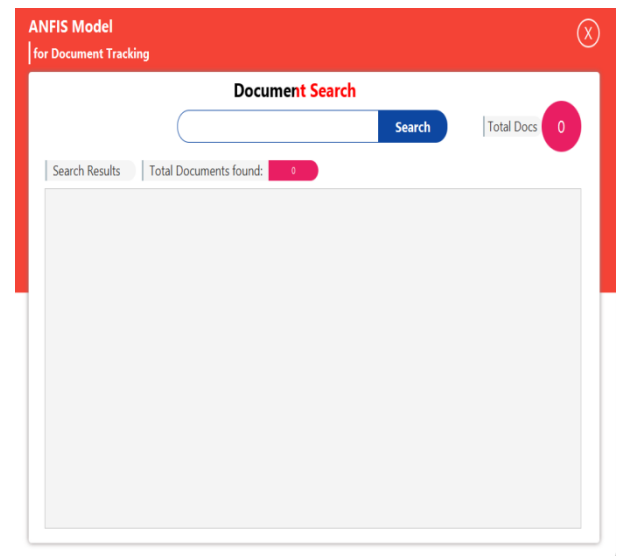 ANFIS Model
X
for Document Tracking
Document Search
Search
Total Docs
0
Search Results
Total Documents found:
0